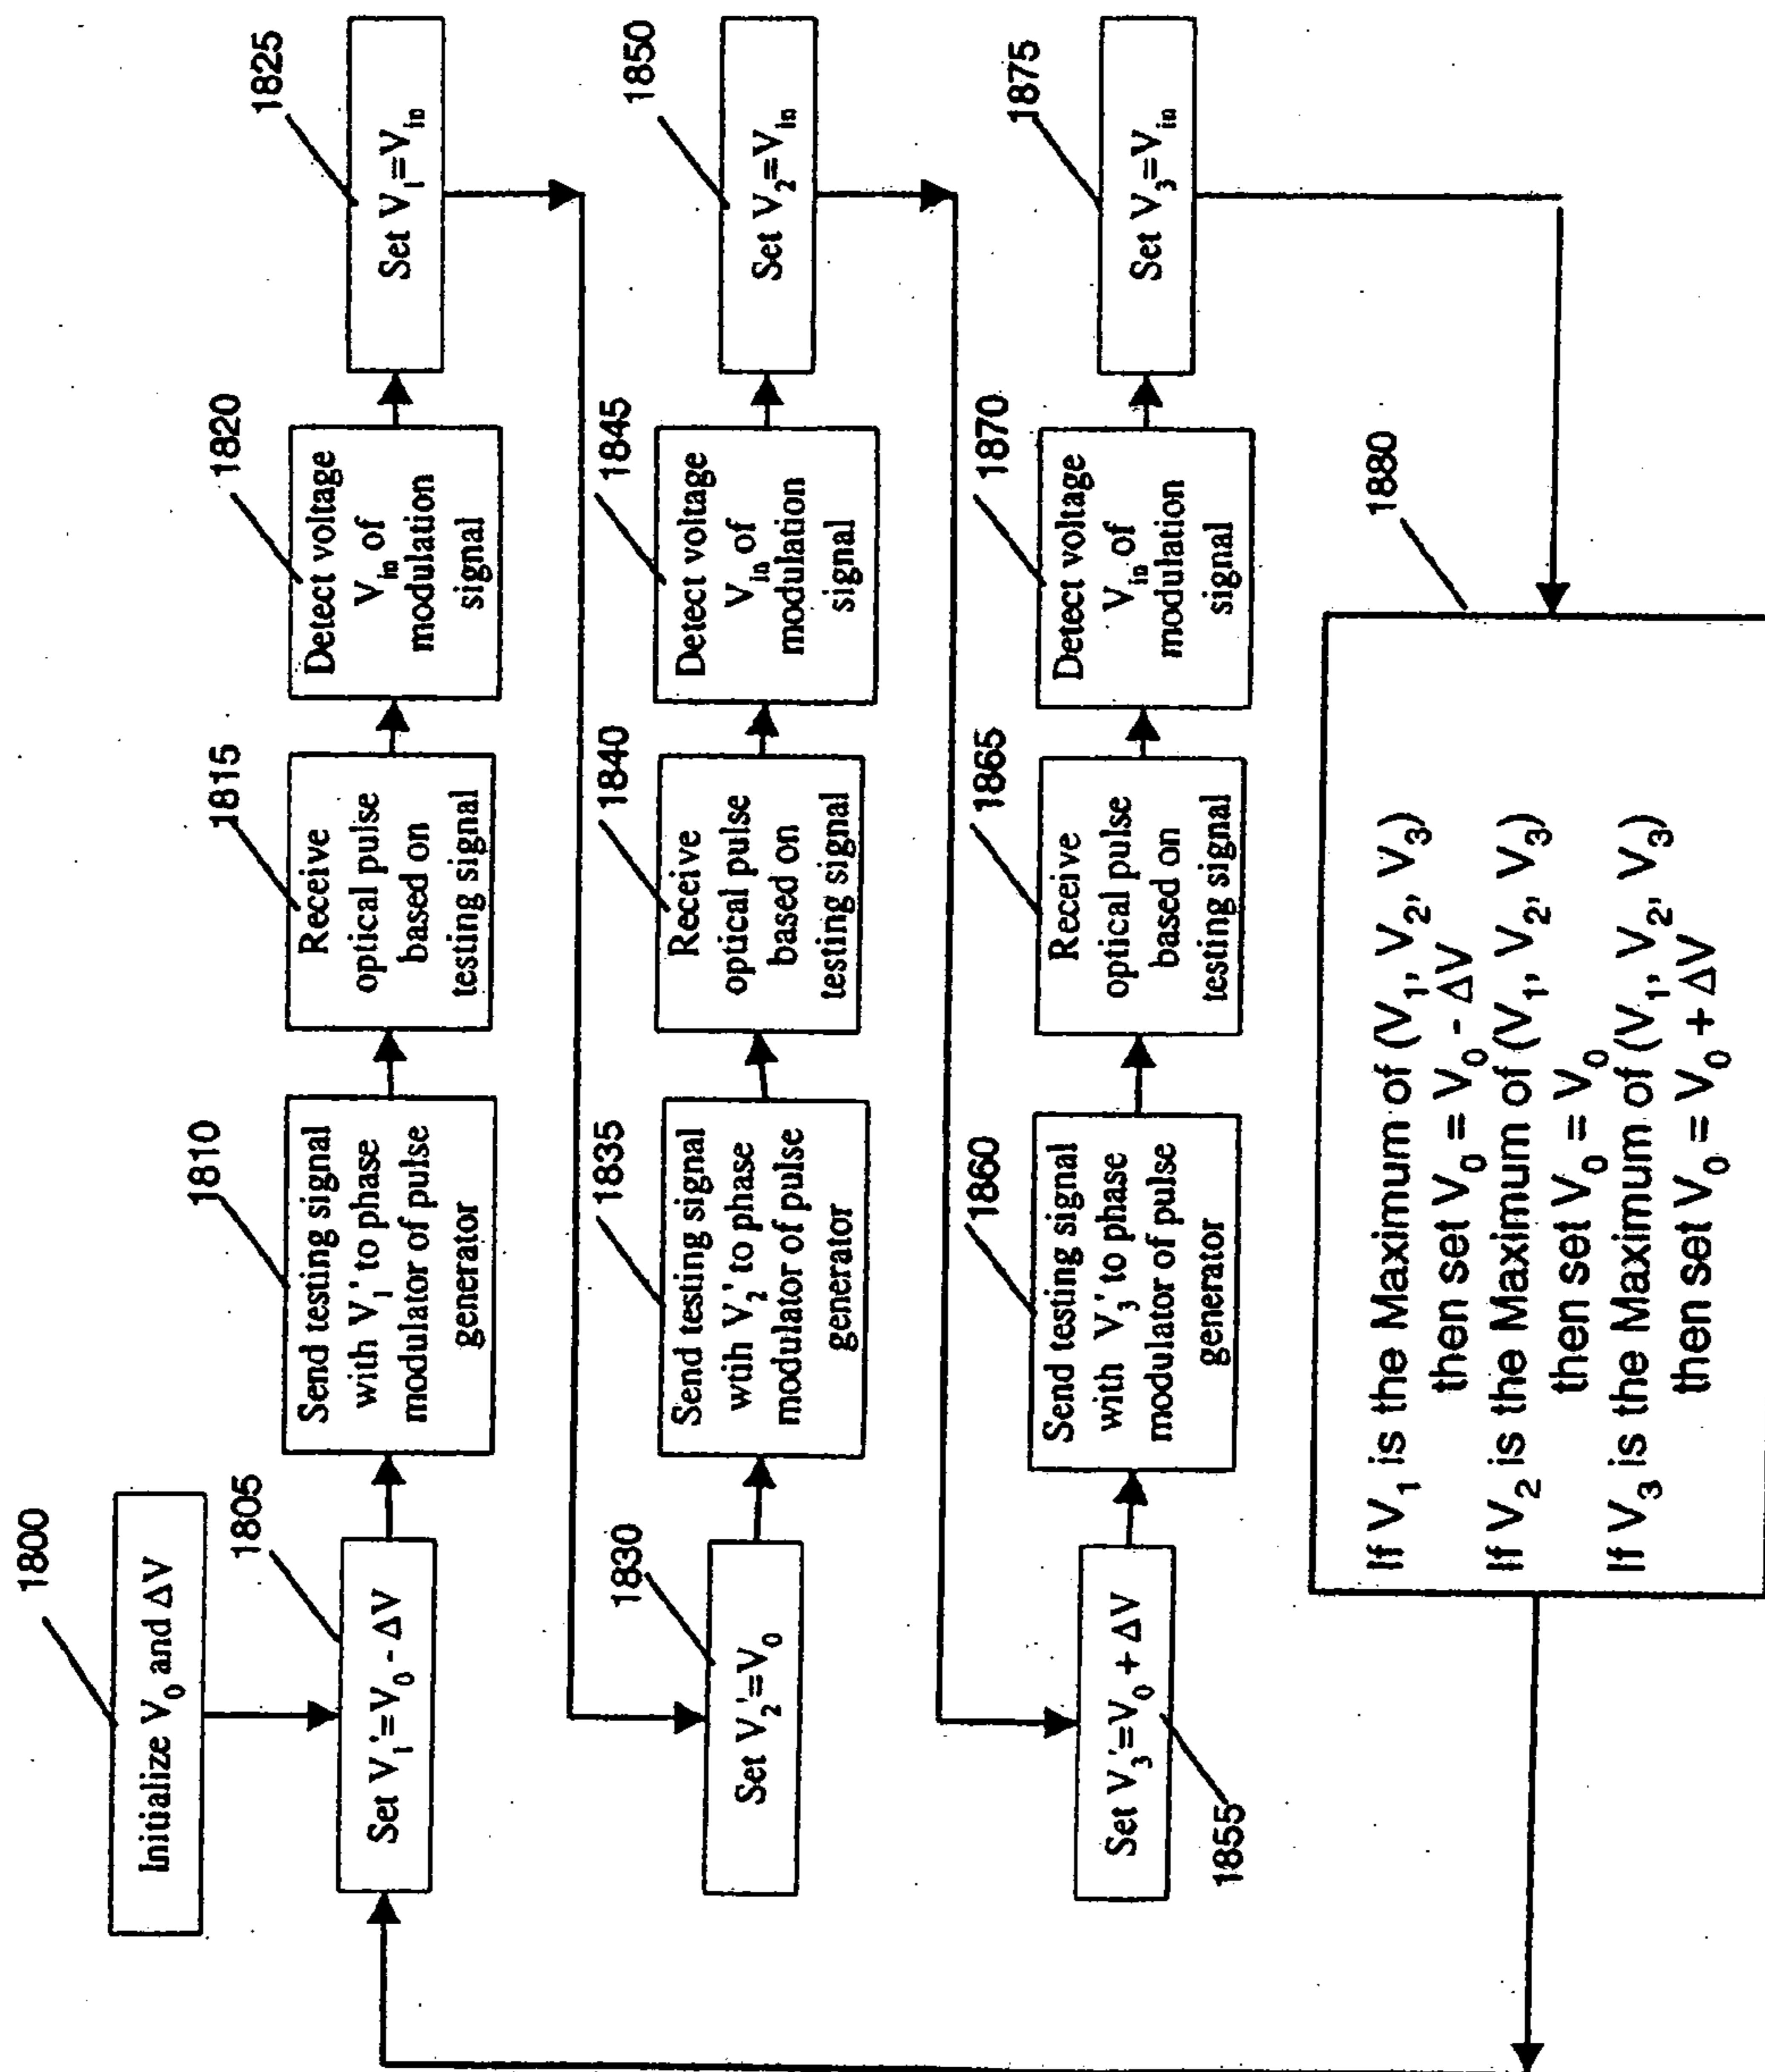 1800
Initialize V₀ and ΔV
1805
Set V₁'=V₀ - ΔV
1810
Send testing signal
with V₁' to phase
modulator of pulse
generator
1815
Receive
optical pulse
based on
testing signal
1820
Detect voltage
Vᵢₙ of
modulation
signal
1825
Set V₁=Vᵢₙ
1830
Set V₂'=V₀
1835
Send testing signal
wtih V₂' to phase
modulator of pulse
generator
1840
Receive
optical pulse
based on
testing signal
1845
Detect voltage
Vᵢₙ of
modulation
signal
1850
Set V₂=Vᵢₙ
1855
Set V₃'=V₀ + ΔV
1860
Send testing signal
with V₃' to phase
modulator of pulse
generator
1865
Receive
optical pulse
based on
testing signal
1870
Detect voltage
Vᵢₙ of
modulation
signal
1875
Set V₃=Vᵢₙ
1880
If V₁ is the Maximum of (V₁, V₂, V₃)
then set V₀ = V₀ - ΔV
If V₂ is the Maximum of (V₁, V₂, V₃)
then set V₀ = V₀
If V₃ is the Maximum of (V₁, V₂, V₃)
then set V₀ = V₀ + ΔV